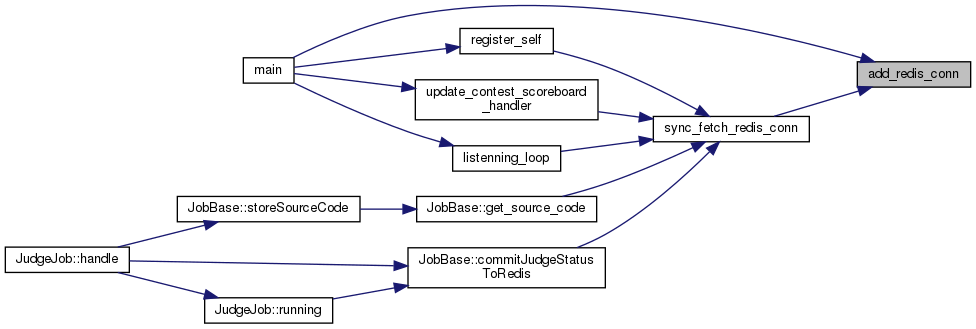 register_self
main
add_redis_conn
update_contest_scoreboard
_handler
sync_fetch_redis_conn
listenning_loop
JobBase::storeSourceCode
JobBase::get_source_code
JudgeJob::handle
JobBase::commitJudgeStatus
ToRedis
JudgeJob::running